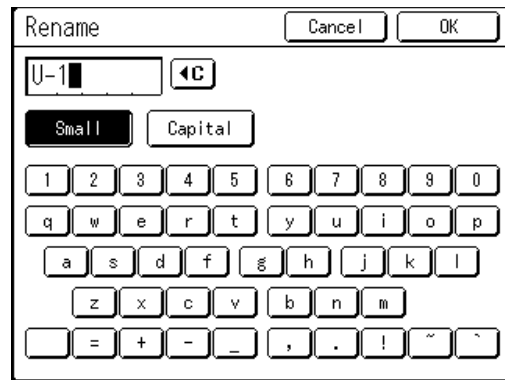 Rename Cancel OK
U-1 ◀C
Small Capital
1 2 3 4 5 6 7 8 9 0
q w e r t y u i o p
a s d f g h j k l
z x c v b n m
= + - _ , . ! ~ `